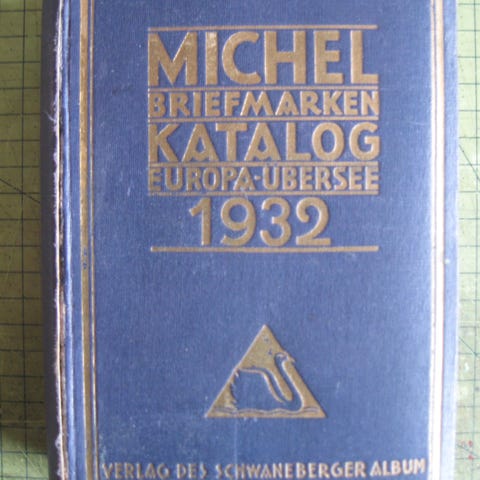 MICHEL
BRIEFMARKEN
KATALOG
EUROPA-ÜBERSEE
1932
VERLAG DES SCHWANEBERGER ALBUM